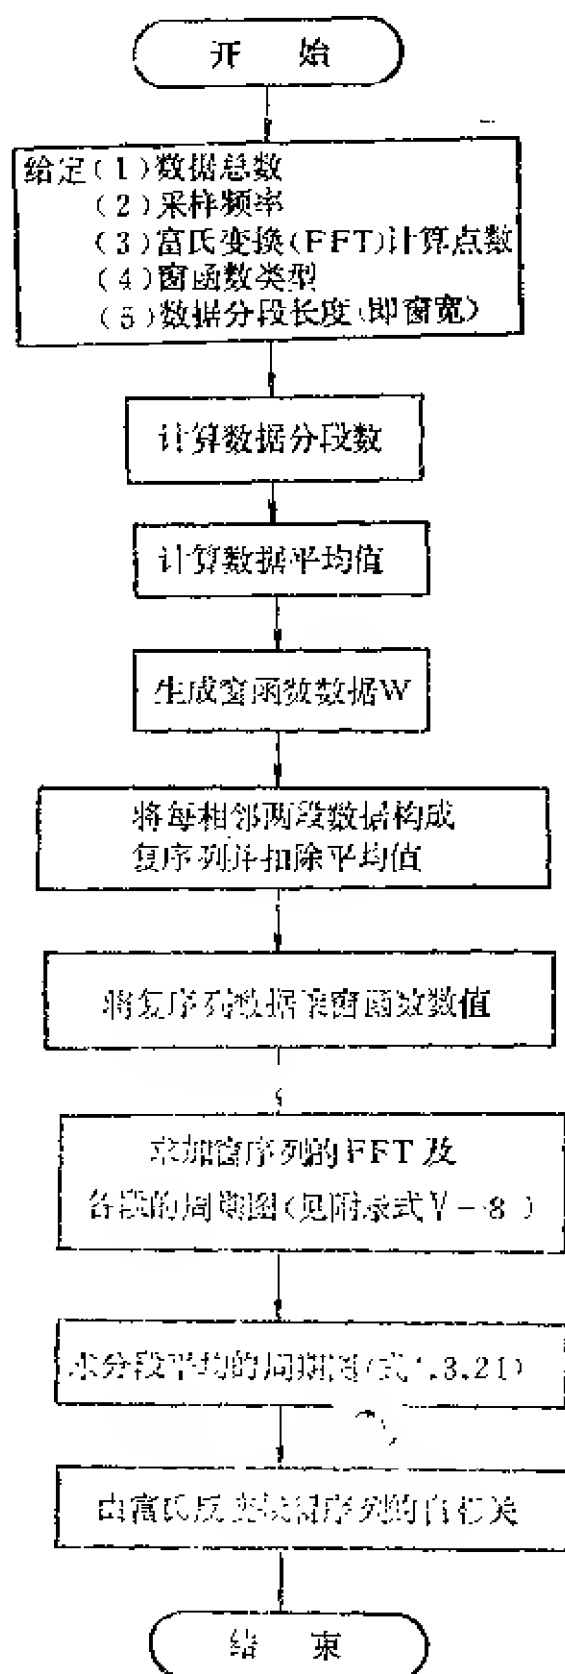 开 始
给定(1)数据总数
(2)采样频率
(3)富氏变换(FFT)计算点数
(4)窗函数类型
(5)数据分段长度(即窗宽)
计算数据分段数
计算数据平均值
生成窗函数数据W
将每相邻两段数据构成
复序列并扣除平均值
将复序列数据乘窗函数数值
求加窗序列的FFT及
各段的周期图(见附录式V-8)
求分段平均的周期图(式 .3.21)
由富氏反变换得序列的自相关
结 束